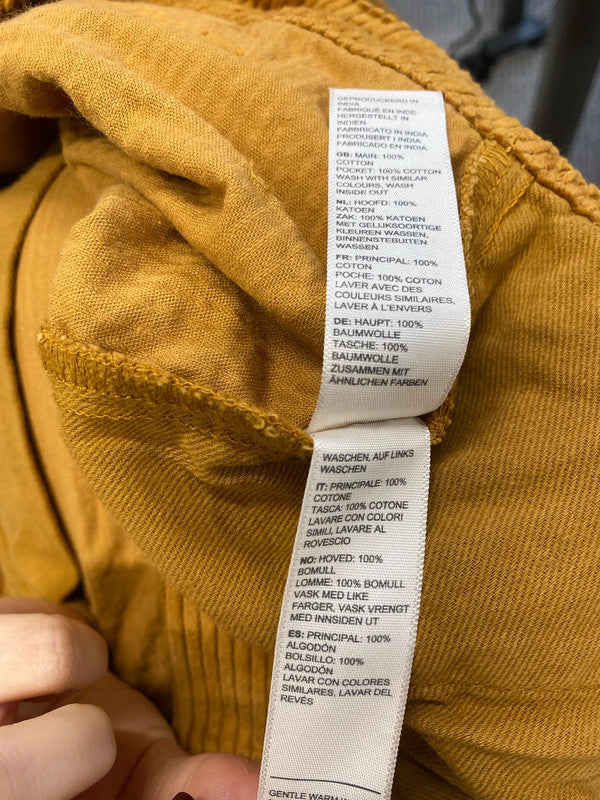 GEPRODUCEERD IN
INDIA
FABRIQUÉ EN INDE
HERGESTELLT IN
INDIEN
FABBRICATO IN INDIA
PRODUSERT I INDIA
FABRICADO EN INDIA
GB: MAIN: 100%
COTTON
POCKET: 100% COTTON
WASH WITH SIMILAR
COLOURS, WASH
INSIDE OUT
NL: HOOFD: 100%
KATOEN
ZAK: 100% KATOEN
MET GELIJKSOORTIGE
KLEUREN WASSEN,
BINNENSTEBUITEN
WASSEN
FR: PRINCIPAL: 100%
COTON
POCHE: 100% COTON
LAVER AVEC DES
COULEURS SIMILAIRES,
LAVER À L'ENVERS
DE: HAUPT: 100%
BAUMWOLLE
TASCHE: 100%
BAUMWOLLE
ZUSAMMEN MIT
ÄHNLICHEN FARBEN
WASCHEN, AUF LINKS
WASCHEN
IT: PRINCIPALE: 100%
COTONE
TASCA: 100% COTONE
LAVARE CON COLORI
SIMILI, LAVARE AL
ROVESCIO
NO: HOVED: 100%
BOMULL
LOMME: 100% BOMULL
VASK MED LIKE
FARGER, VASK VRENGT
MED INNSIDEN UT
ES: PRINCIPAL: 100%
ALGODÓN
BOLSILLO: 100%
ALGODÓN
LAVAR CON COLORES
SIMILARES, LAVAR DEL
REVÉS
GENTLE WARM